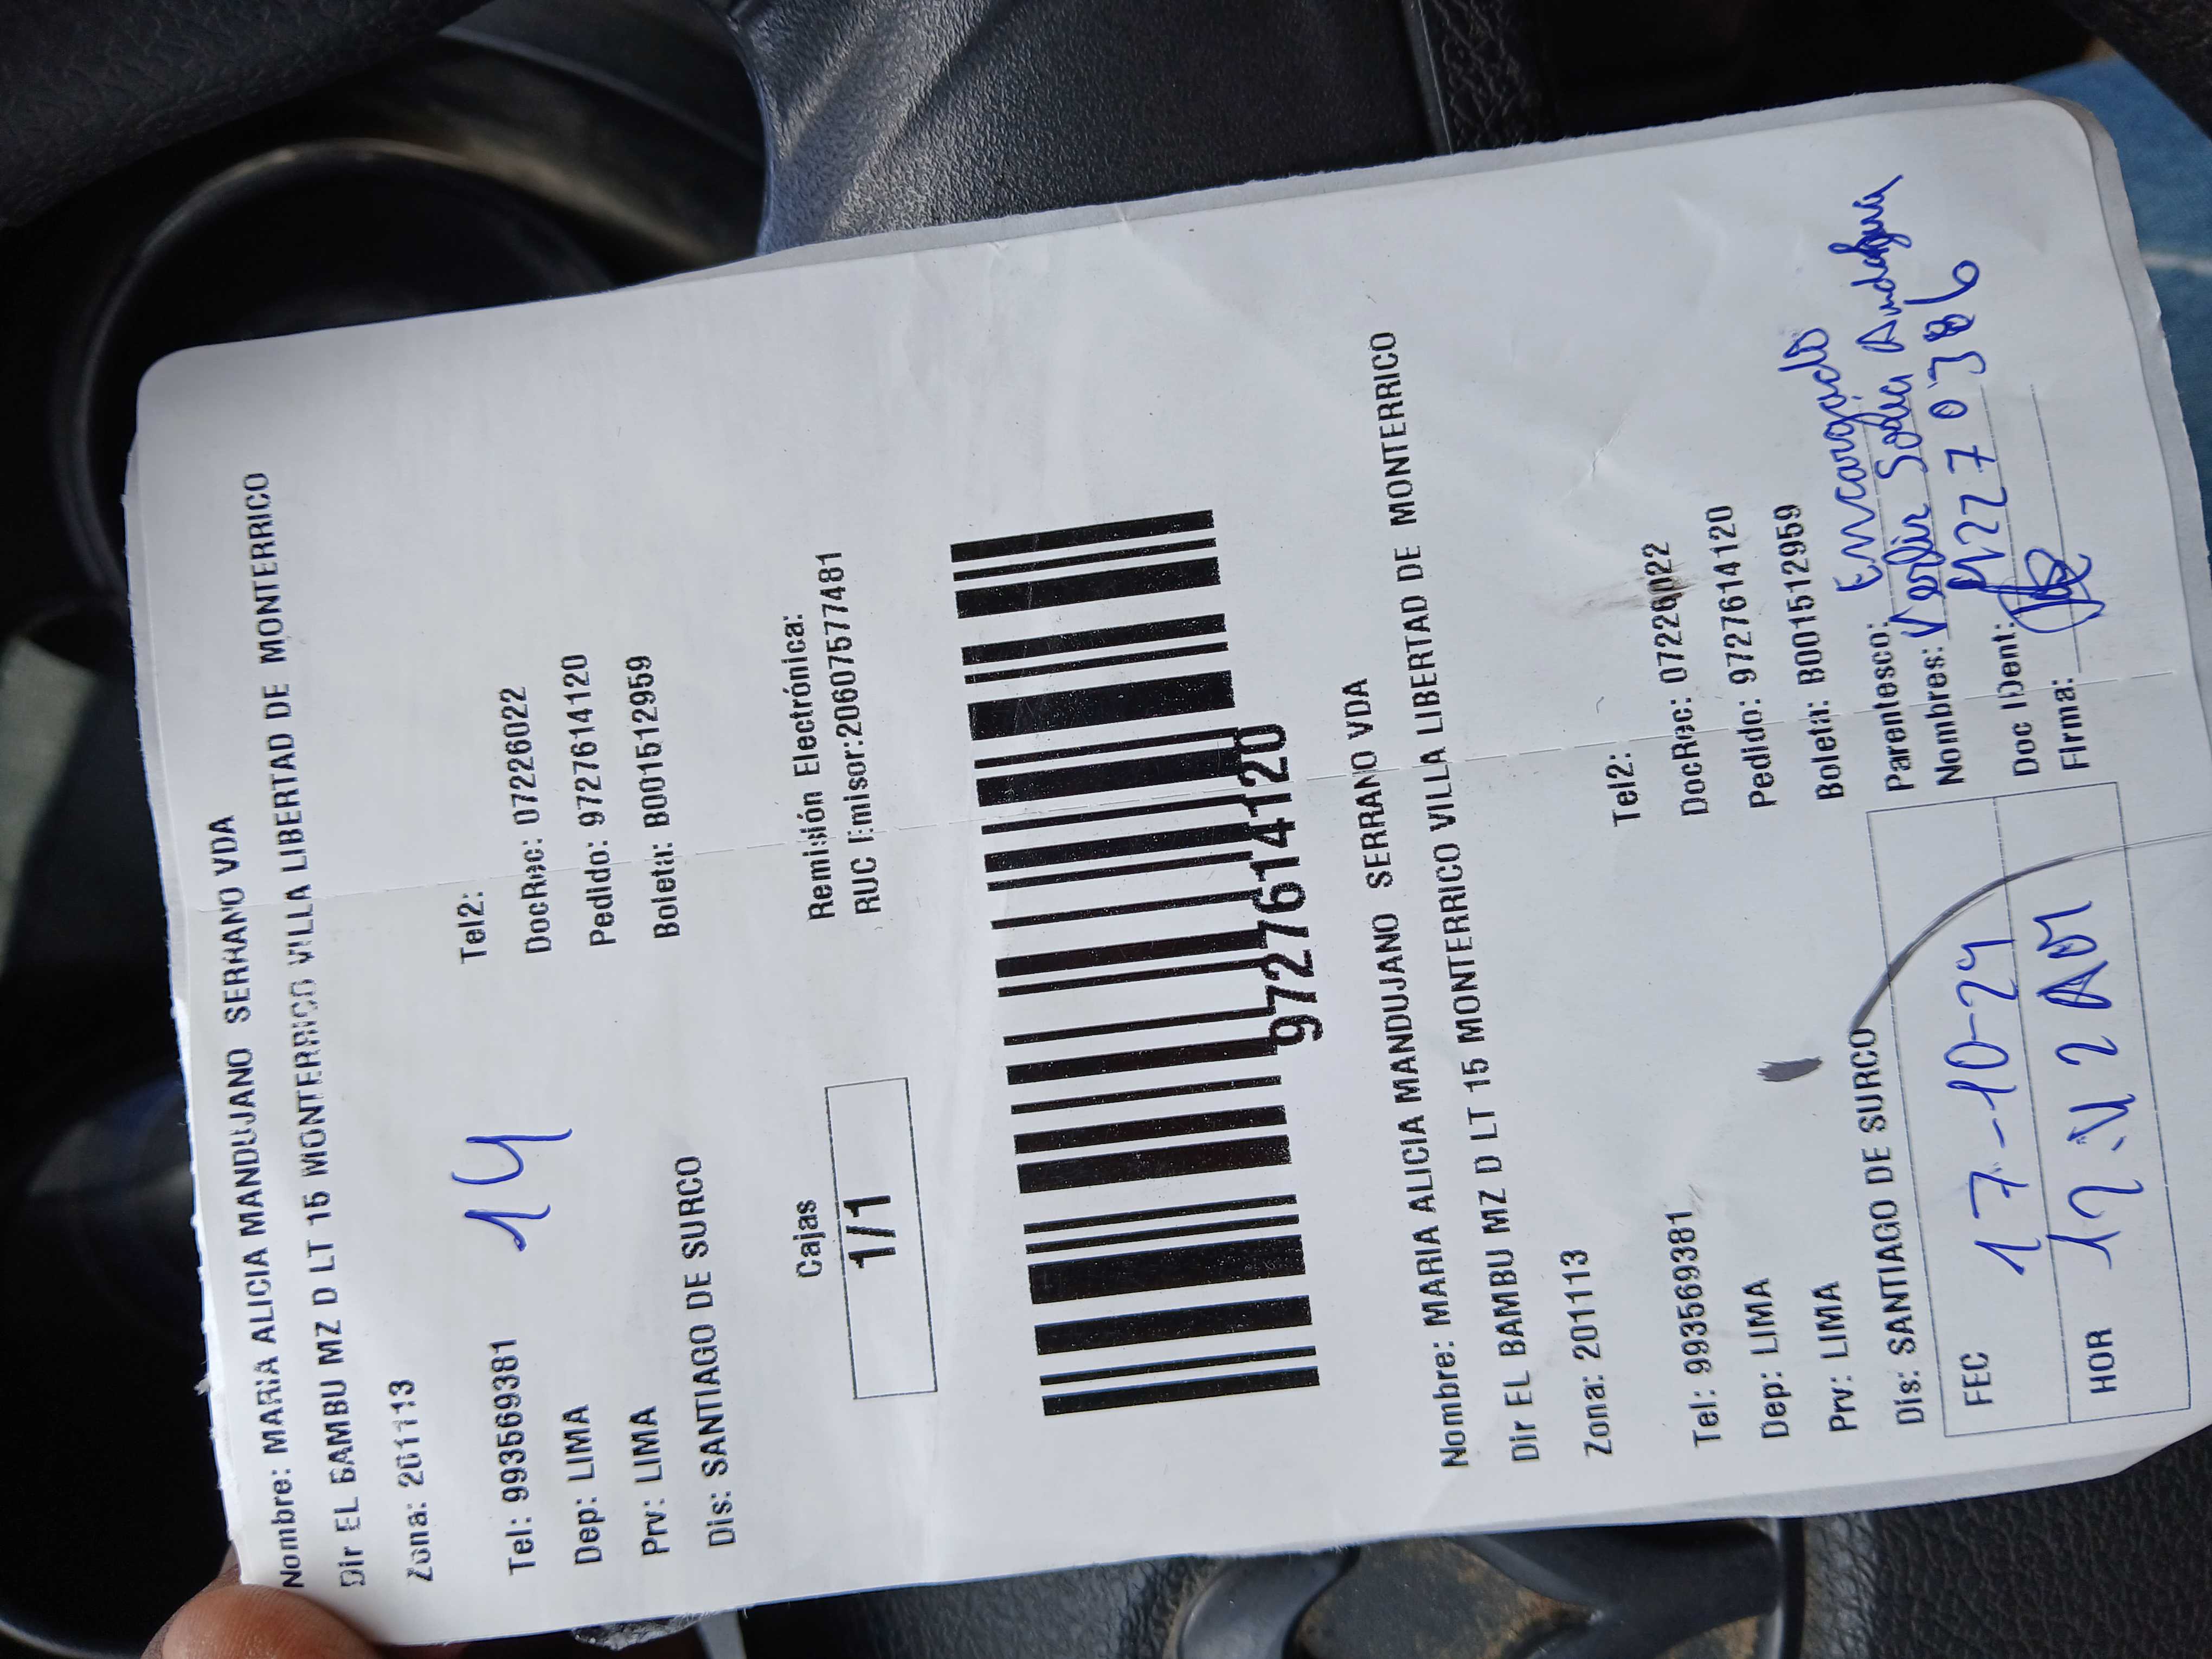 Nombre: MARIA ALICIA MANDUJANO SERRANO VDA
Dir EL BAMBU MZ D LT 15 MONTERRICO VILLA LIBERTAD DE MONTERRICO
Zona: 201113
14
Tel: 993569381
Tel2:
Dep: LIMA
DocRec: 07226022
Prv: LIMA
Pedido: 9727614120
Dis: SANTIAGO DE SURCO
Boleta: B001512959
Cajas
1/1
Remisión Electrónica:
RUC Emisor:20607577481
9727614120
Nombre: MARIA ALICIA MANDUJANO SERRANO VDA
Dir EL BAMBU MZ D LT 15 MONTERRICO VILLA LIBERTAD DE MONTERRICO
Zona: 201113
Tel2:
Tel: 993569381
DocRec: 07226022
Dep: LIMA
Pedido: 9727614120
Prv: LIMA
Boleta: B001512959
Dis: SANTIAGO DE SURCO
Parentesco: Encargado
FEC 17-10-24
Nombres:
HOR
Doc IDent:
Firma: